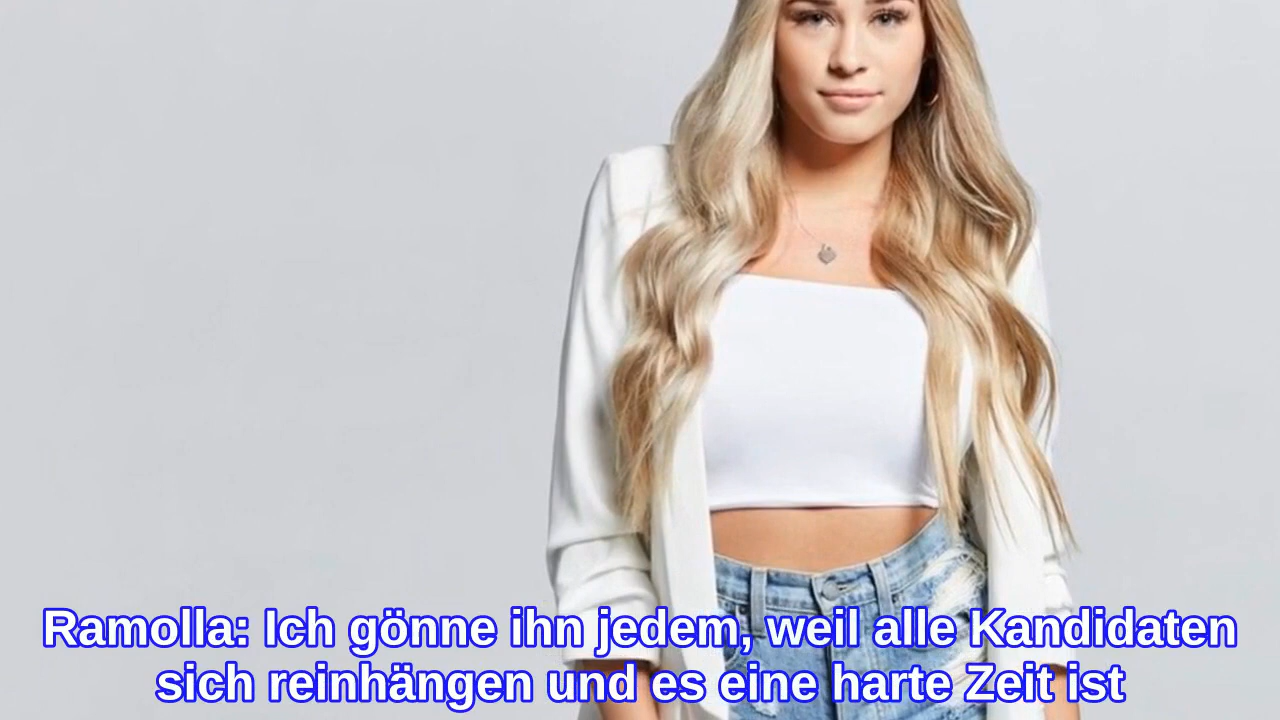 Ramolla: Ich gönne ihn jedem, weil alle Kandidaten
sich reinhängen und es eine harte Zeit ist